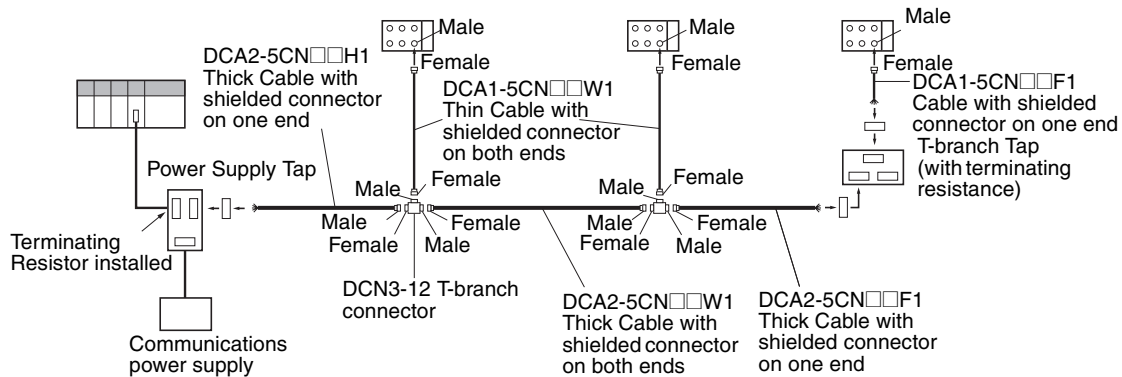 Male
Male
Male
Female
Female
Female
DCA2-5CN□□H1
Thick Cable with
shielded connector
on one end
DCA1-5CN□□W1
Thin Cable with
shielded connector
on both ends
DCA1-5CN□□F1
Cable with shielded
connector on one end
T-branch Tap
(with terminating
resistance)
Power Supply Tap
Male
Female
Male
Female
Male
Female
Male
Female
Male
Female
Male
Female
Terminating
Resistor installed
DCN3-12 T-branch
connector
DCA2-5CN□□W1
Thick Cable with
shielded connector
on both ends
DCA2-5CN□□F1
Thick Cable with
shielded connector
on one end
Communications
power supply